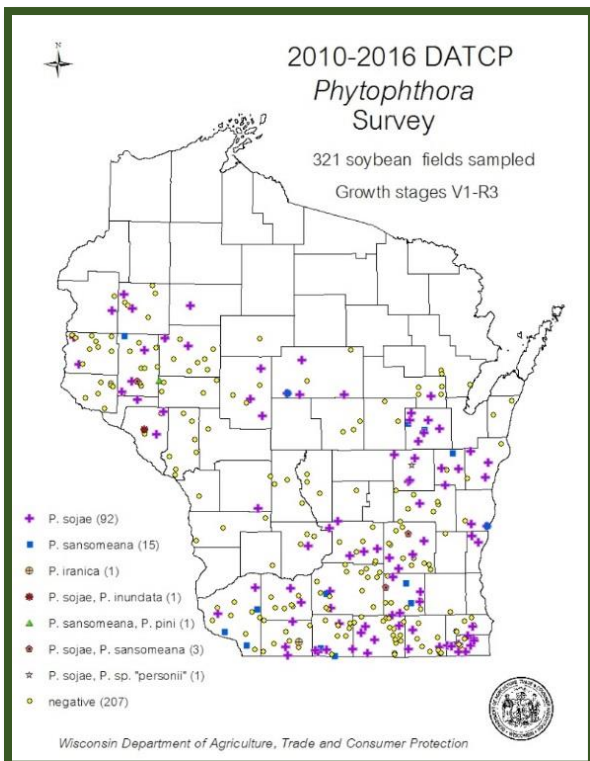 N
2010-2016 DATCP
Phytophthora
Survey
321 soybean fields sampled
Growth stages V1-R3
P. sojae (92)
P. sansomeana (15)
P. iranica (1)
P. sojae, P. inundata (1)
P. sansomeana, P. pini (1)
P. sojae, P. sansomeana (3)
P. sojae, P. sp. "personii" (1)
negative (207)
Wisconsin Department of Agriculture, Trade and Consumer Protection